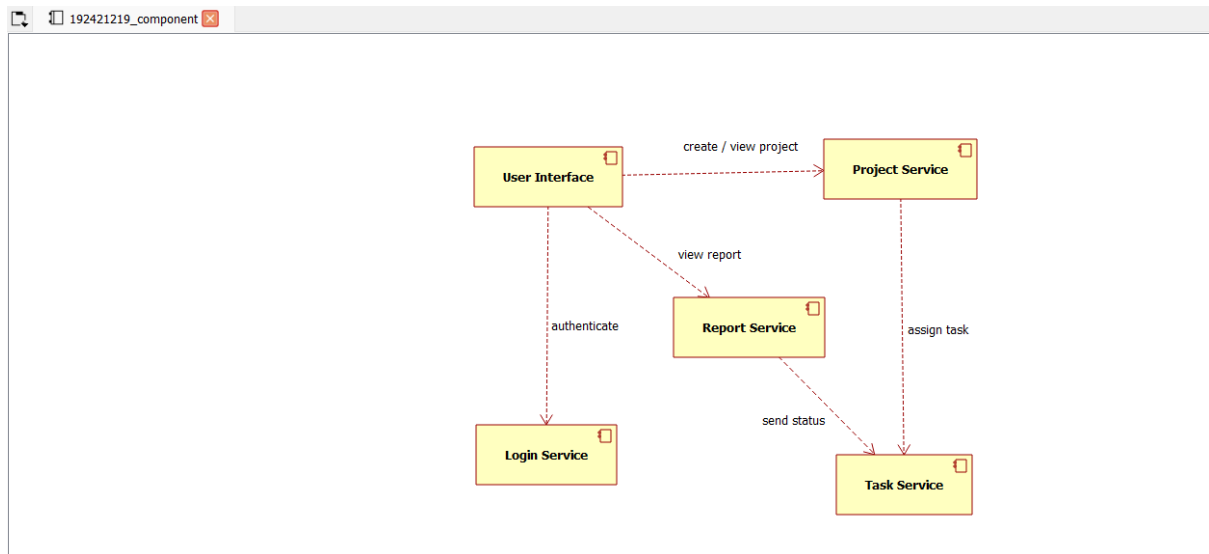 192421219_component
create / view project
User Interface
Project Service
view report
authenticate
Report Service
assign task
send status
Login Service
Task Service